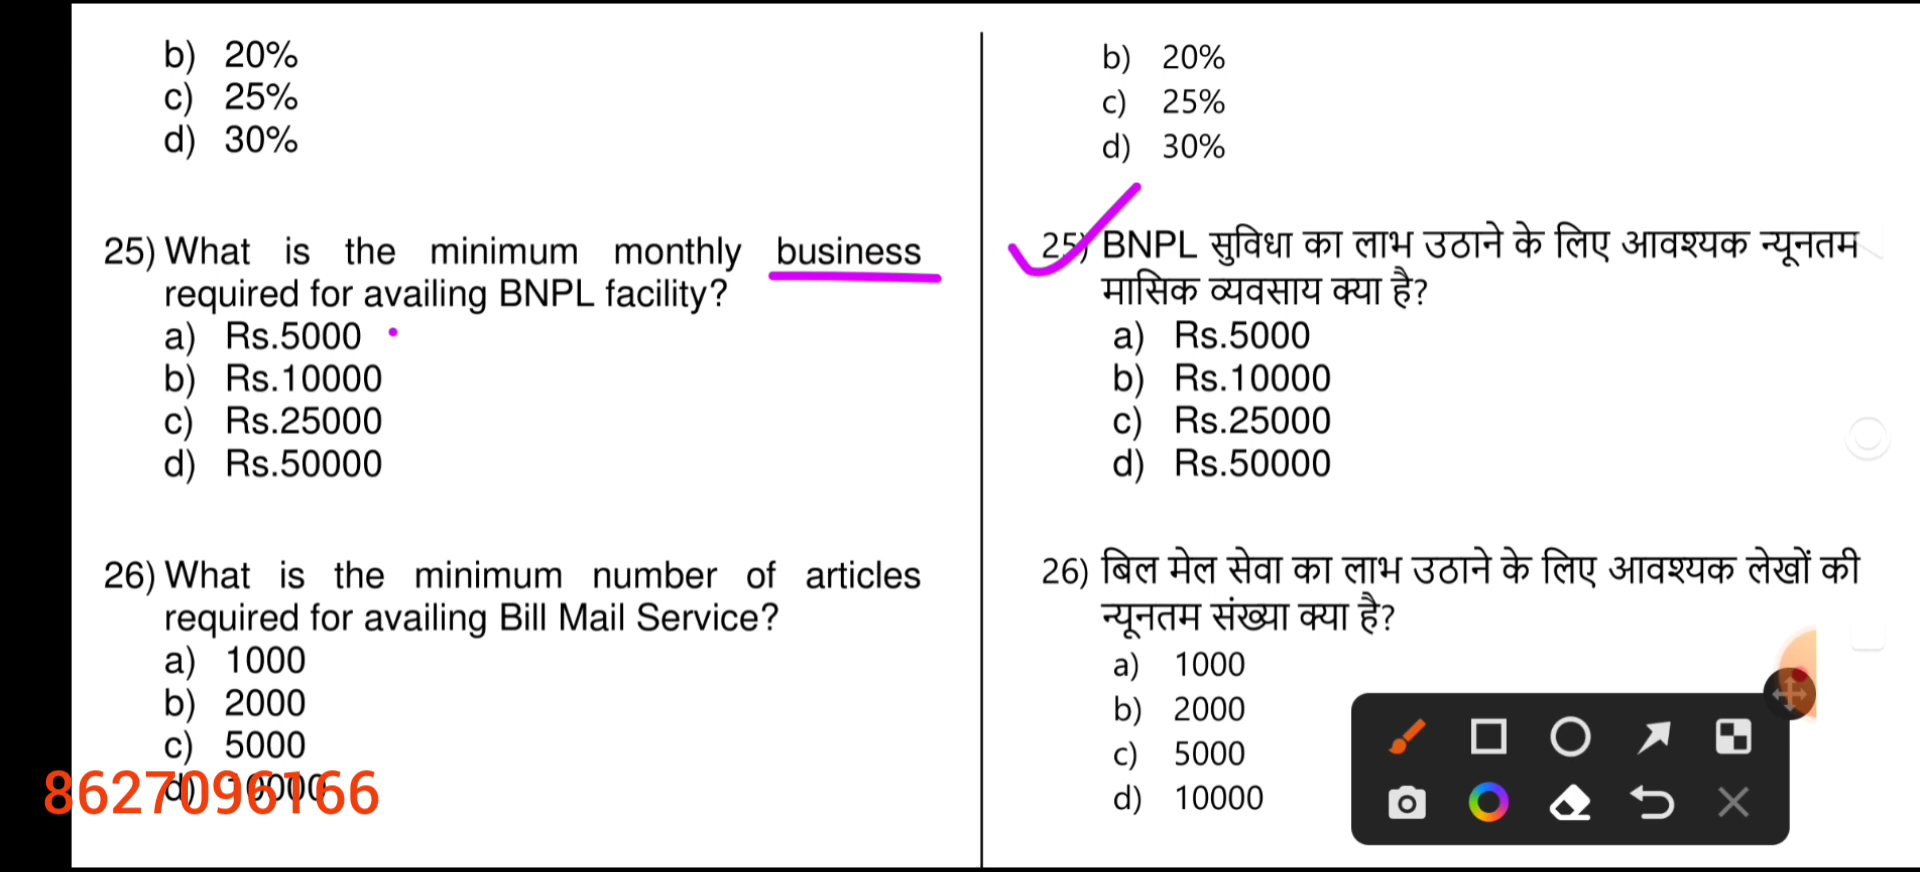 b) 20%
c) 25%
d) 30%
25) What is the minimum monthly business
required for availing BNPL facility?
a) Rs.5000
b) Rs.10000
c) Rs.25000
d) Rs.50000
26) What is the minimum number of articles
required for availing Bill Mail Service?
a) 1000
b) 2000
c) 5000
d) 10000
8627096166
b) 20%
c) 25%
d) 30%
25) BNPL सुविधा का लाभ उठाने के लिए आवश्यक न्यूनतम
मासिक व्यवसाय क्या है?
a) Rs.5000
b) Rs.10000
c) Rs.25000
d) Rs.50000
26) बिल मेल सेवा का लाभ उठाने के लिए आवश्यक लेखों की
न्यूनतम संख्या क्या है?
a) 1000
b) 2000
c) 5000
d) 10000